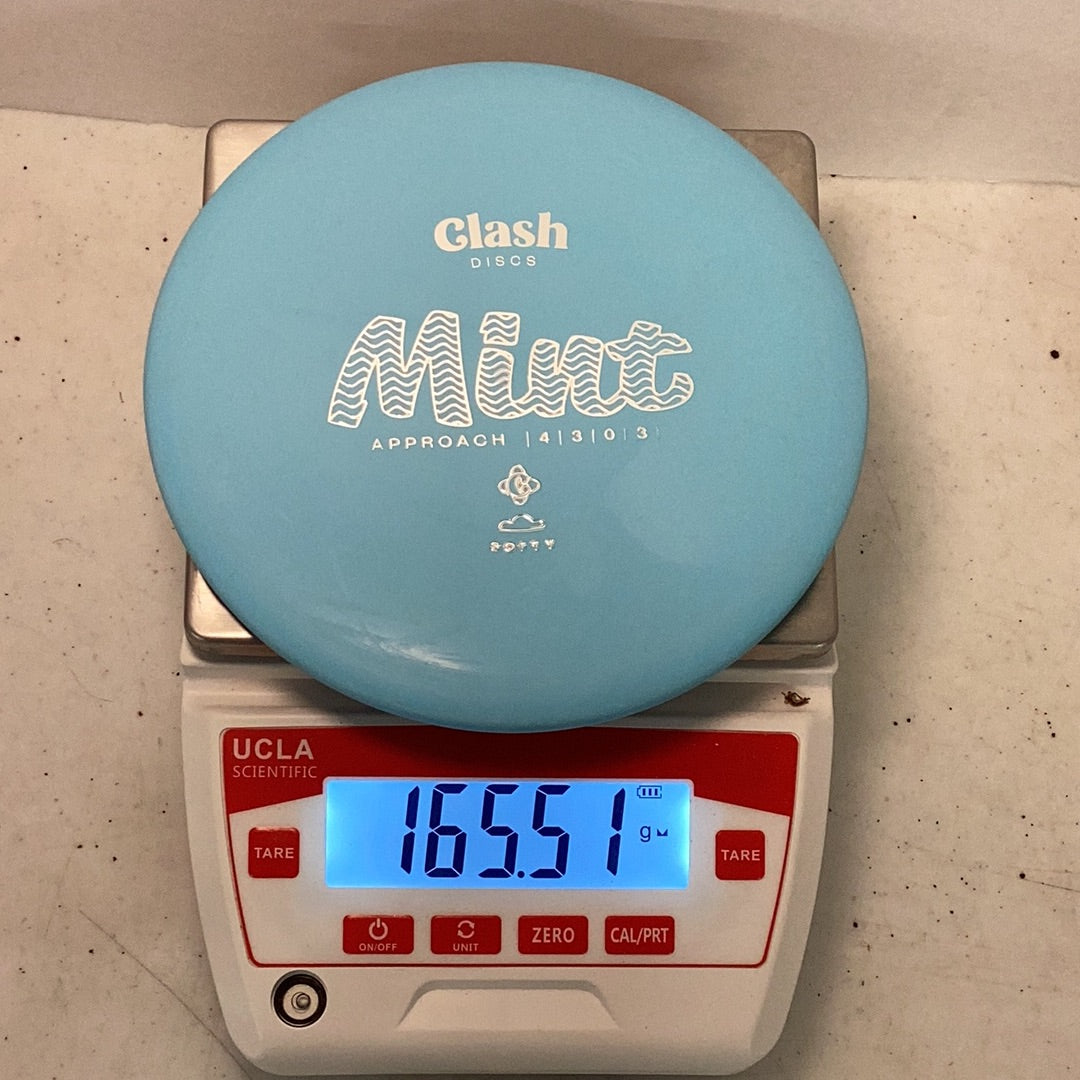 Clash
DISCS
Mint
APPROACH | 4 | 3 | 0 | 3
SOFTY
UCLA
SCIENTIFIC
165.51 g
TARE
TARE
ON/OFF
UNIT
ZERO
CAL/PRT